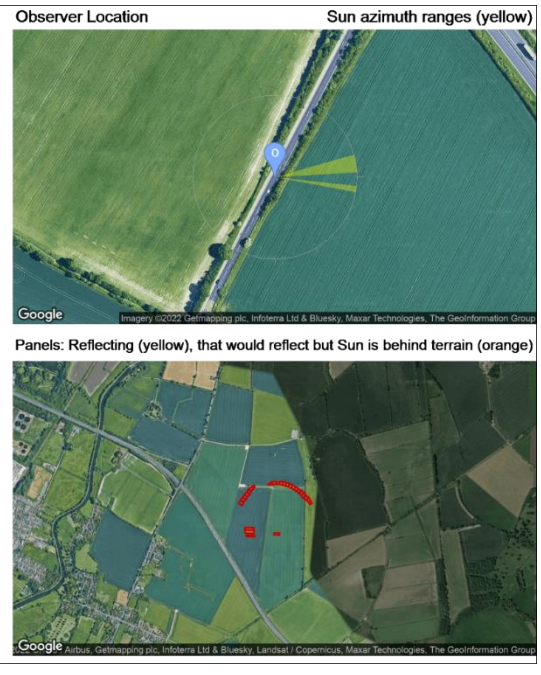 Observer Location
Sun azimuth ranges (yellow)
O
Google
Imagery ©2022 Getmapping plc, Infoterra Ltd & Bluesky, Maxar Technologies, The GeoInformation Group
Panels: Reflecting (yellow), that would reflect but Sun is behind terrain (orange)
Google
Airbus, Getmapping plc, Infoterra Ltd & Bluesky, Landsat / Copernicus, Maxar Technologies, The GeoInformation Group